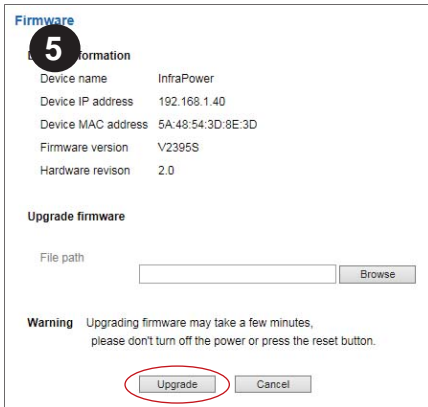 Firmware
5
formation
Device name InfraPower
Device IP address 192.168.1.40
Device MAC address 5A:48:54:3D:8E:3D
Firmware version V2395S
Hardware revison 2.0
Upgrade firmware
File path
Browse
Warning Upgrading firmware may take a few minutes,
please don't turn off the power or press the reset button.
Upgrade Cancel